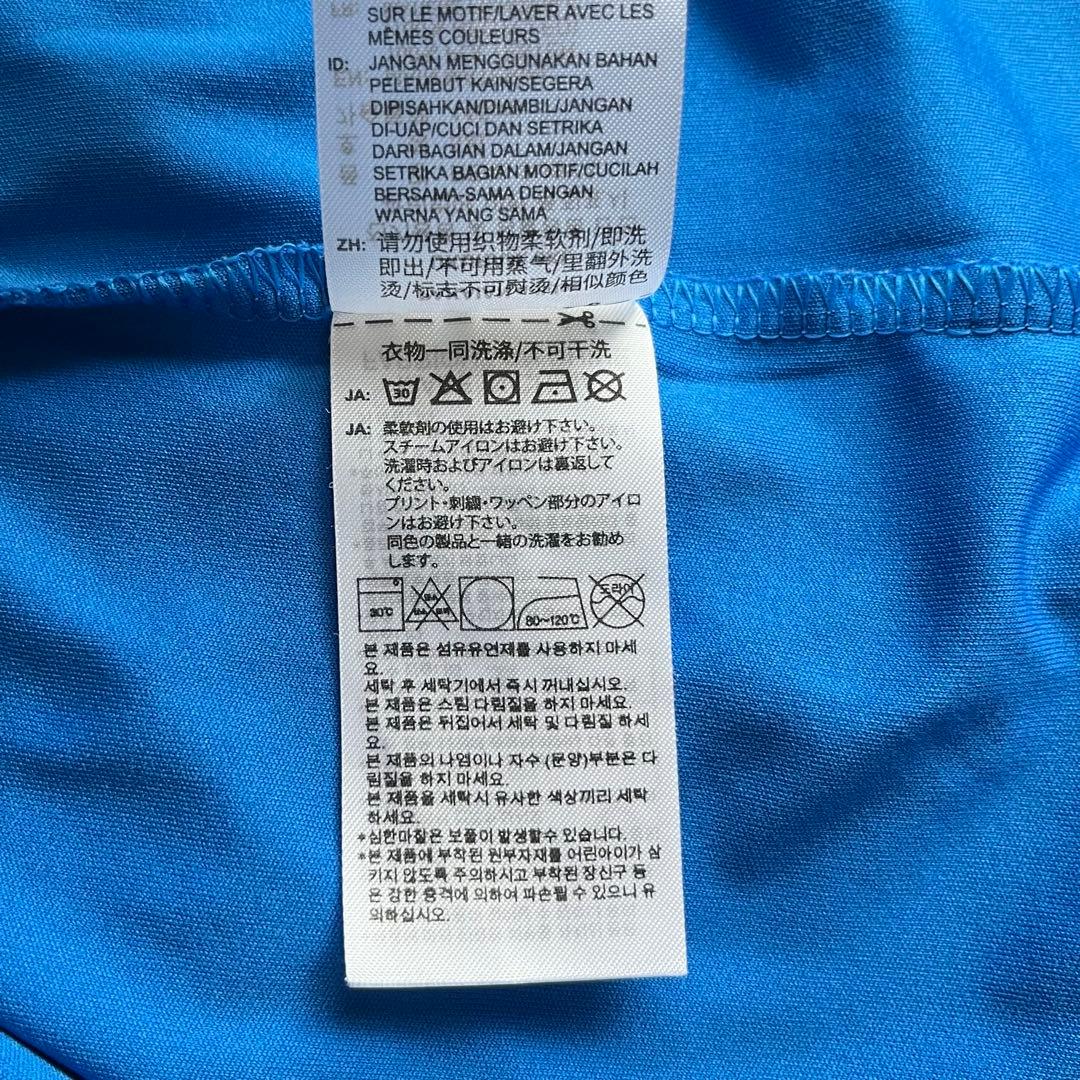 SUR LE MOTIF/LAVER AVEC LES
MÊMES COULEURS
ID: JANGAN MENGGUNAKAN BAHAN
PELEMBUT KAIN/SEGERA
DIPISAHKAN/DIAMBIL/JANGAN
DI-UAP/CUCI DAN SETRIKA
DARI BAGIAN DALAM/JANGAN
SETRIKA BAGIAN MOTIF/CUCILAH
BERSAMA-SAMA DENGAN
WARNA YANG SAMA
ZH: 请勿使用织物柔软剂/即洗
即出/不可用蒸气/里翻外洗
烫/标志不可熨烫/相似颜色
衣物一同洗涤/不可干洗
JA: 30
JA: 柔軟剤の使用はお避け下さい。
スチームアイロンはお避け下さい。
洗濯時およびアイロンは裏返して
ください。
プリント・刺繍・ワッペン部分のアイロ
ンはお避け下さい。
同色の製品と一緒の洗濯をお勧め
します。
30℃ 80~120℃ 드라이
본 제품은 섬유유연제를 사용하지 마세
요.
세탁 후 세탁기에서 즉시 꺼내십시오.
본 제품은 스팀 다림질을 하지 마세요.
본 제품은 뒤집어서 세탁 및 다림질 하세
요.
본 제품의 나염이나 자수 (문양)부분은 다
림질을 하지 마세요.
본 제품을 세탁시 유사한 색상끼리 세탁
하세요.
*심한마찰은 보풀이 발생할수 있습니다.
*본 제품에 부착된 원부자재를 어린아이가 삼
키지 않도록 주의하시고 부착된 장신구 등
은 강한 충격에 의하여 파손될 수 있으니 유
의하십시오.